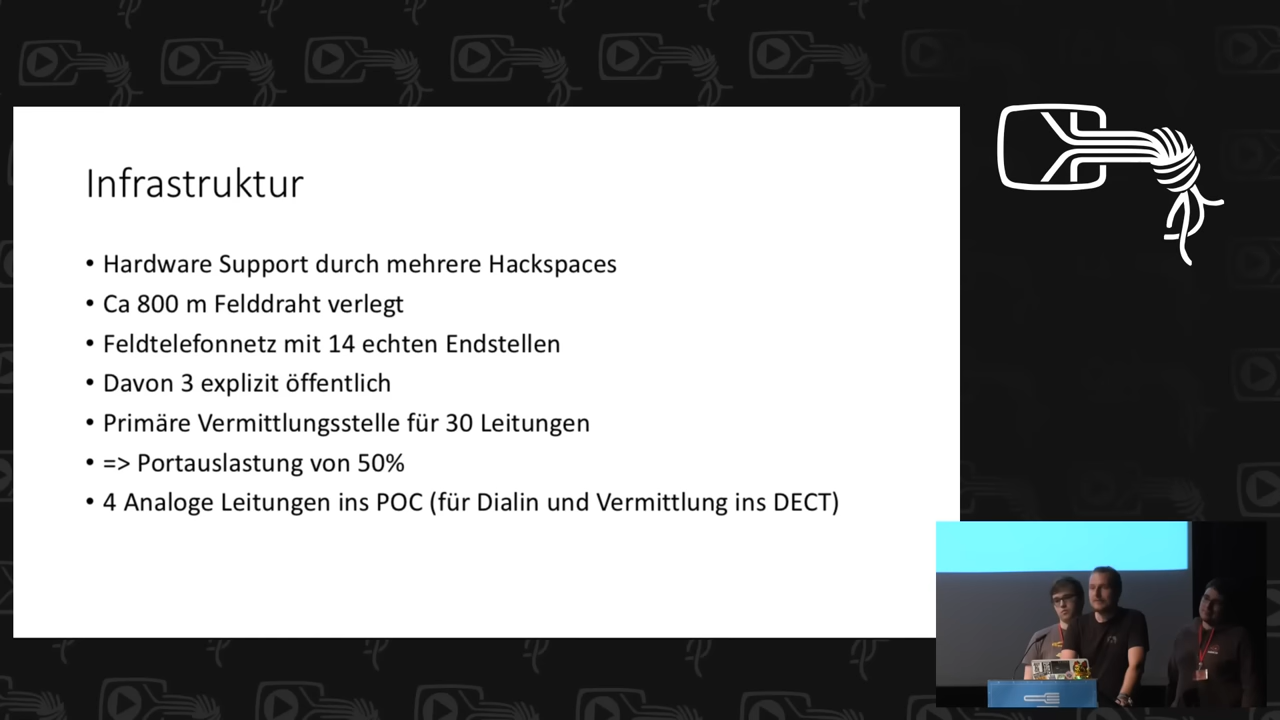 Infrastruktur
• Hardware Support durch mehrere Hackspaces
• Ca 800 m Felddraht verlegt
• Feldtelefonnetz mit 14 echten Endstellen
• Davon 3 explizit öffentlich
• Primäre Vermittlungsstelle für 30 Leitungen
• => Portauslastung von 50%
• 4 Analoge Leitungen ins POC (für Dialin und Vermittlung ins DECT)